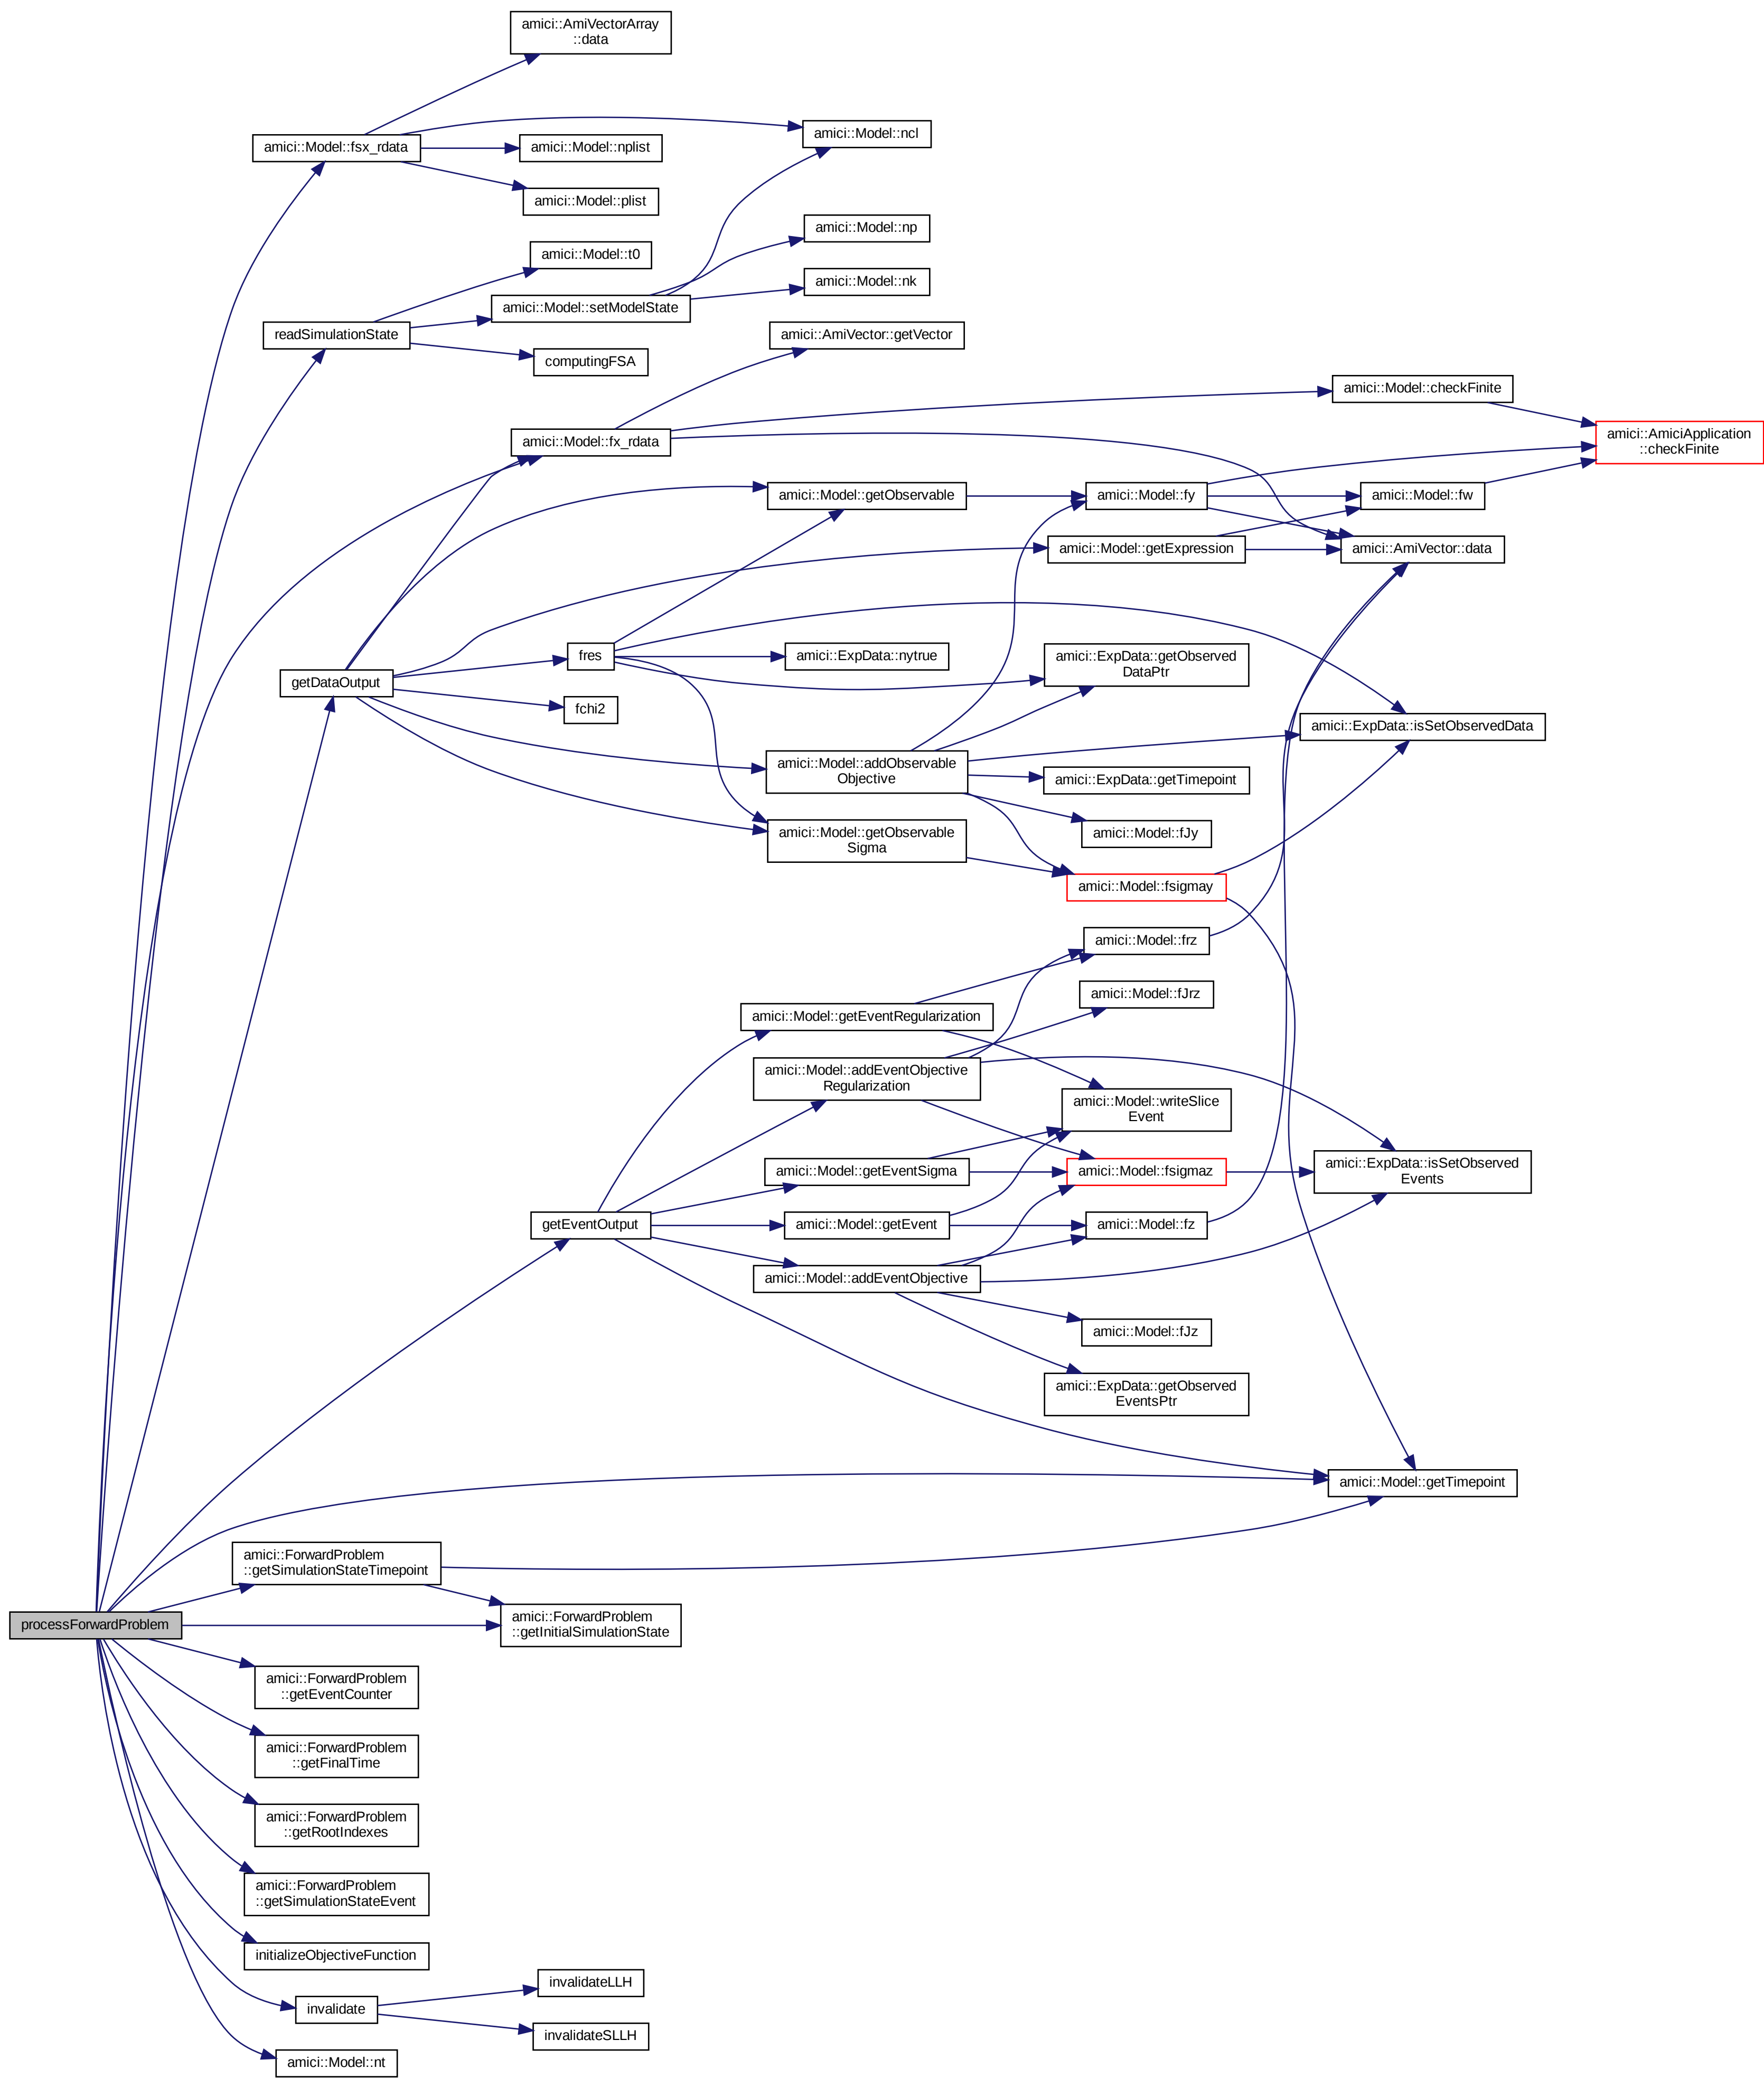 amici::AmiVectorArray
::data
amici::Model::fsx_rdata
amici::Model::ncl
amici::Model::nplist
amici::Model::plist
amici::Model::np
amici::Model::t0
amici::Model::nk
amici::Model::setModelState
readSimulationState
amici::AmiVector::getVector
computingFSA
amici::Model::checkFinite
amici::Model::fx_rdata
amici::AmiciApplication
::checkFinite
amici::Model::getObservable
amici::Model::fy
amici::Model::fw
amici::Model::getExpression
amici::AmiVector::data
fres
amici::ExpData::nytrue
amici::ExpData::getObserved
DataPtr
getDataOutput
fchi2
amici::ExpData::isSetObservedData
amici::Model::addObservable
Objective
amici::ExpData::getTimepoint
amici::Model::fJy
amici::Model::getObservable
Sigma
amici::Model::fsigmay
amici::Model::frz
amici::Model::fJrz
amici::Model::getEventRegularization
amici::Model::addEventObjective
Regularization
amici::Model::writeSlice
Event
amici::Model::getEventSigma
amici::Model::fsigmaz
amici::ExpData::isSetObserved
Events
getEventOutput
amici::Model::getEvent
amici::Model::fz
amici::Model::addEventObjective
amici::Model::fJz
amici::ExpData::getObserved
EventsPtr
amici::Model::getTimepoint
amici::ForwardProblem
::getSimulationStateTimepoint
processForwardProblem
amici::ForwardProblem
::getInitialSimulationState
amici::ForwardProblem
::getEventCounter
amici::ForwardProblem
::getFinalTime
amici::ForwardProblem
::getRootIndexes
amici::ForwardProblem
::getSimulationStateEvent
initializeObjectiveFunction
invalidateLLH
invalidate
invalidateSLLH
amici::Model::nt